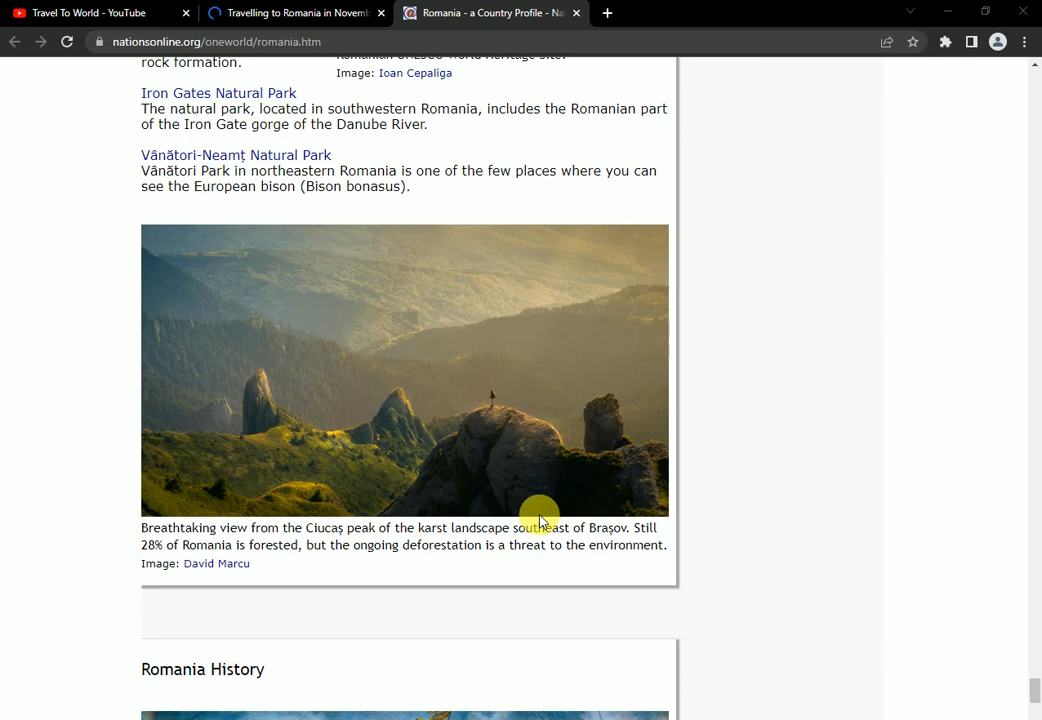 Travel To World - YouTube
Travelling to Romania in Novemb
Romania - a Country Profile - Na
nationsonline.org/oneworld/romania.htm
rock formation.
Image: Ioan Cepaliga
Iron Gates Natural Park
The natural park, located in southwestern Romania, includes the Romanian part
of the Iron Gate gorge of the Danube River.
Vânători-Neamț Natural Park
Vânători Park in northeastern Romania is one of the few places where you can
see the European bison (Bison bonasus).
Breathtaking view from the Ciucaș peak of the karst landscape southeast of Brașov. Still
28% of Romania is forested, but the ongoing deforestation is a threat to the environment.
Image: David Marcu
Romania History